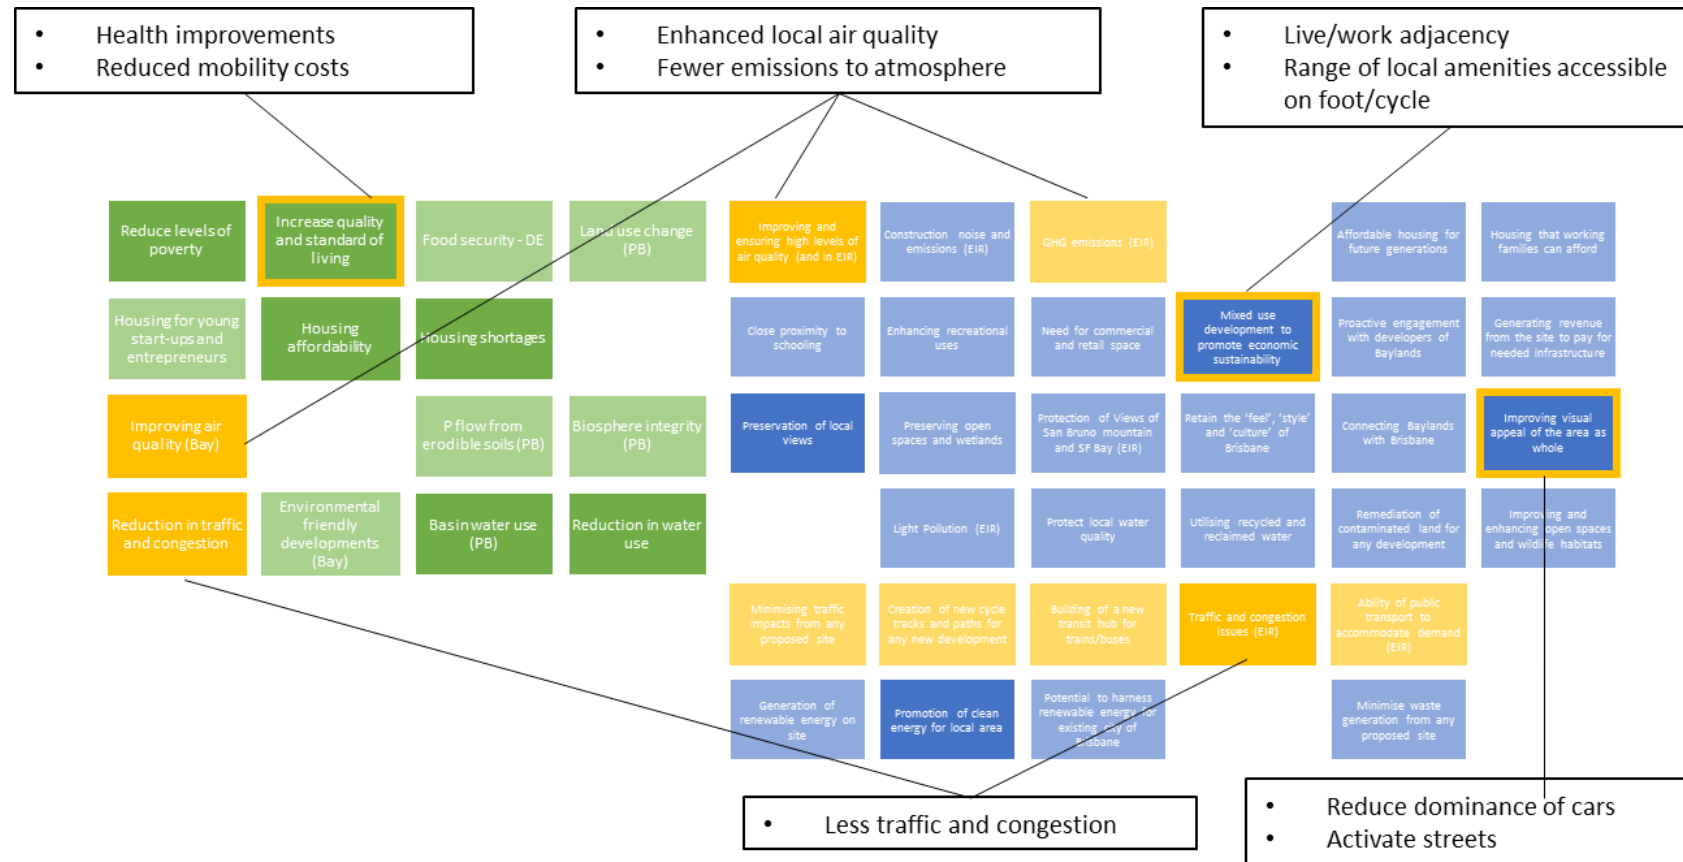 • Health improvements
• Reduced mobility costs
• Enhanced local air quality
• Fewer emissions to atmosphere
• Live/work adjacency
• Range of local amenities accessible
on foot/cycle
Reduce levels of
poverty
Increase quality
and standard of
living
Food security - DE
Land use change
(PB)
Housing for young
start-ups and
entrepreneurs
Housing
affordability
Housing shortages
Improving air
quality (Bay)
P flow from
erodible soils (PB)
Biosphere integrity
(PB)
Reduction in traffic
and congestion
Environmental
friendly
developments
(Bay)
Basin water use
(PB)
Reduction in water
use
Improving and
ensuring high levels of
air quality (and in EIR)
Construction noise and
emissions (EIR)
GHG emissions (EIR)
Affordable housing for
future generations
Housing that working
families can afford
Close proximity to
schooling
Enhancing recreational
uses
Need for commercial
and retail space
Mixed use
development to
promote economic
sustainability
Proactive engagement
with developers of
Baylands
Generating revenue
from the site to pay for
needed infrastructure
Preservation of local
views
Preserving open
spaces and wetlands
Protection of Views of
San Bruno mountain
and SF Bay (EIR)
Retain the ‘feel’, ‘style’
and ‘culture’ of
Brisbane
Connecting Baylands
with Brisbane
Improving visual
appeal of the area as
whole
Light Pollution (EIR)
Protect local water
quality
Utilising recycled and
reclaimed water
Remediation of
contaminated land for
any development
Improving and
enhancing open spaces
and wildlife habitats
Minimising traffic
impacts from any
proposed site
Creation of new cycle
tracks and paths for
any new development
Building of a new
transit hub for
trains/buses
Traffic and congestion
issues (EIR)
Ability of public
transport to
accommodate demand
(EIR)
Generation of
renewable energy on
site
Promotion of clean
energy for local area
Potential to harness
renewable energy for
existing city of
Brisbane
Minimise waste
generation from any
proposed site
• Less traffic and congestion
• Reduce dominance of cars
• Activate streets